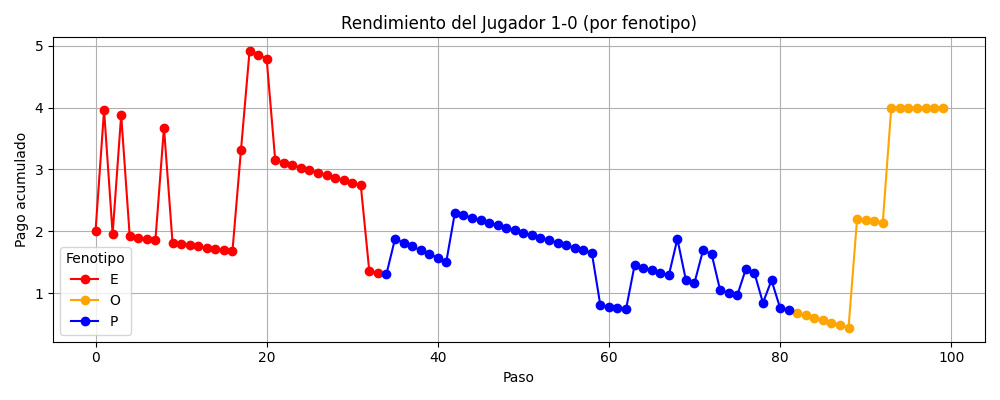 Rendimiento del Jugador 1-0 (por fenotipo)
5
4
3
2
1
Pago acumulado
Fenotipo
E
O
P
0
20
40
60
80
100
Paso